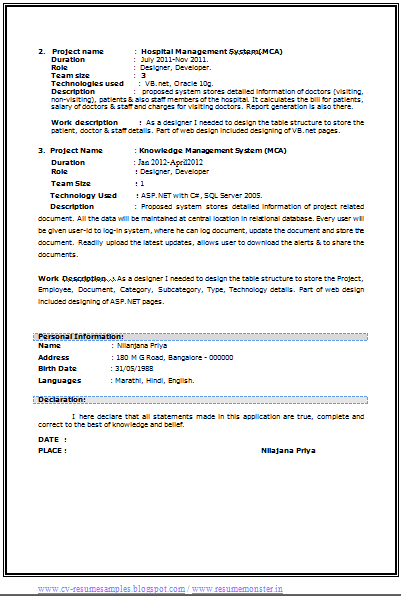 2. Project name : Hospital Management System(MCA)
Duration : July 2011-Nov 2011.
Role : Designer, Developer.
Team size : 3
Technologies used : VB.net, Oracle 10g.
Description : proposed system stores detailed information of doctors (visiting,
non-visiting), patients & also staff members of the hospital. It calculates the bill for patients,
salary of doctors & staff and charges for visiting doctors. Report generation is also there.
Work description : As a designer I needed to design the table structure to store the
patient, doctor & staff details. Part of web design included designing of VB.net pages.
3. Project Name : Knowledge Management System (MCA)
Duration : Jan 2012-April2012
Role : Designer, Developer
Team Size : 1
Technology Used : ASP.NET with C#, SQL Server 2005.
Description : Proposed system stores detailed information of project related
document. All the data will be maintained at central location in relational database. Every user will
be given user-id to log-in system, where he can log document, update the document and store the
document. Readily upload the latest updates, allows user to download the alerts & to share the
documents.
Work Description : As a designer I needed to design the table structure to store the Project,
Employee, Document, Category, Subcategory, Type, Technology details. Part of web design
included designing of ASP.NET pages.
Personal Information:
Name : Nilanjana Priya
Address : 180 M G Road, Bangalore - 000000
Birth Date : 31/05/1988
Languages : Marathi, Hindi, English.
Declaration:
I here declare that all statements made in this application are true, complete and
correct to the best of knowledge and belief.
DATE :
PLACE : Nilajana Priya
www.cv-resumesamples.blogspot.com / www.resumemonster.in